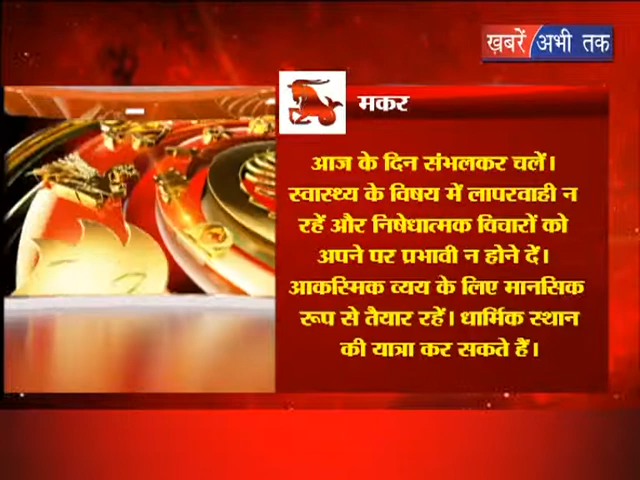 ख़बरें अभी तक
मकर
आज के दिन संभलकर चलें।
स्वास्थ्य के विषय में लापरवाही न
रहें और निषेधात्मक विचारों को
अपने पर प्रभावी न होने दें।
आकस्मिक व्यय के लिए मानसिक
रूप से तैयार रहें। धार्मिक स्थान
की यात्रा कर सकते हैं।